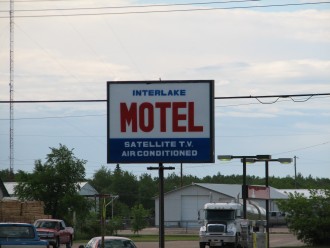 INTERLAKE
MOTEL
SATELLITE T.V.
AIR CONDITIONED